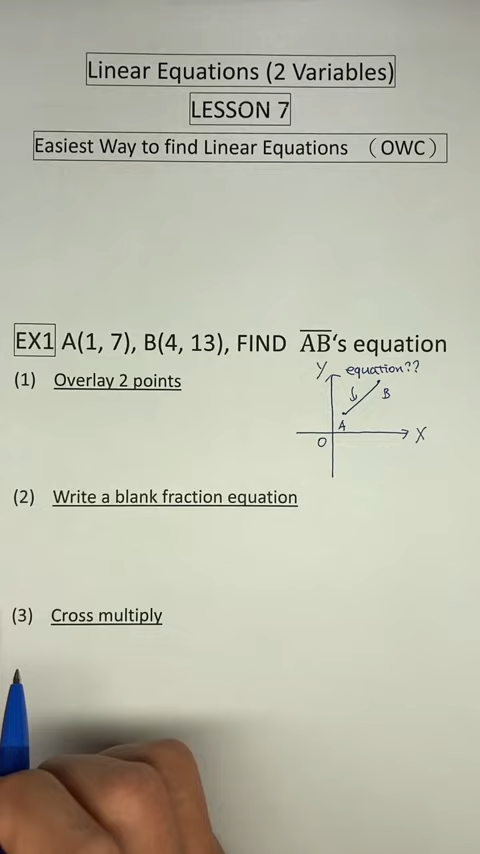 Linear Equations (2 Variables)
LESSON 7
Easiest Way to find Linear Equations （OWC）
EX1 A(1, 7), B(4, 13), FIND A̅B̅‘s equation
(1) Overlay 2 points
Y equation??
B
A
O X
(2) Write a blank fraction equation
(3) Cross multiply